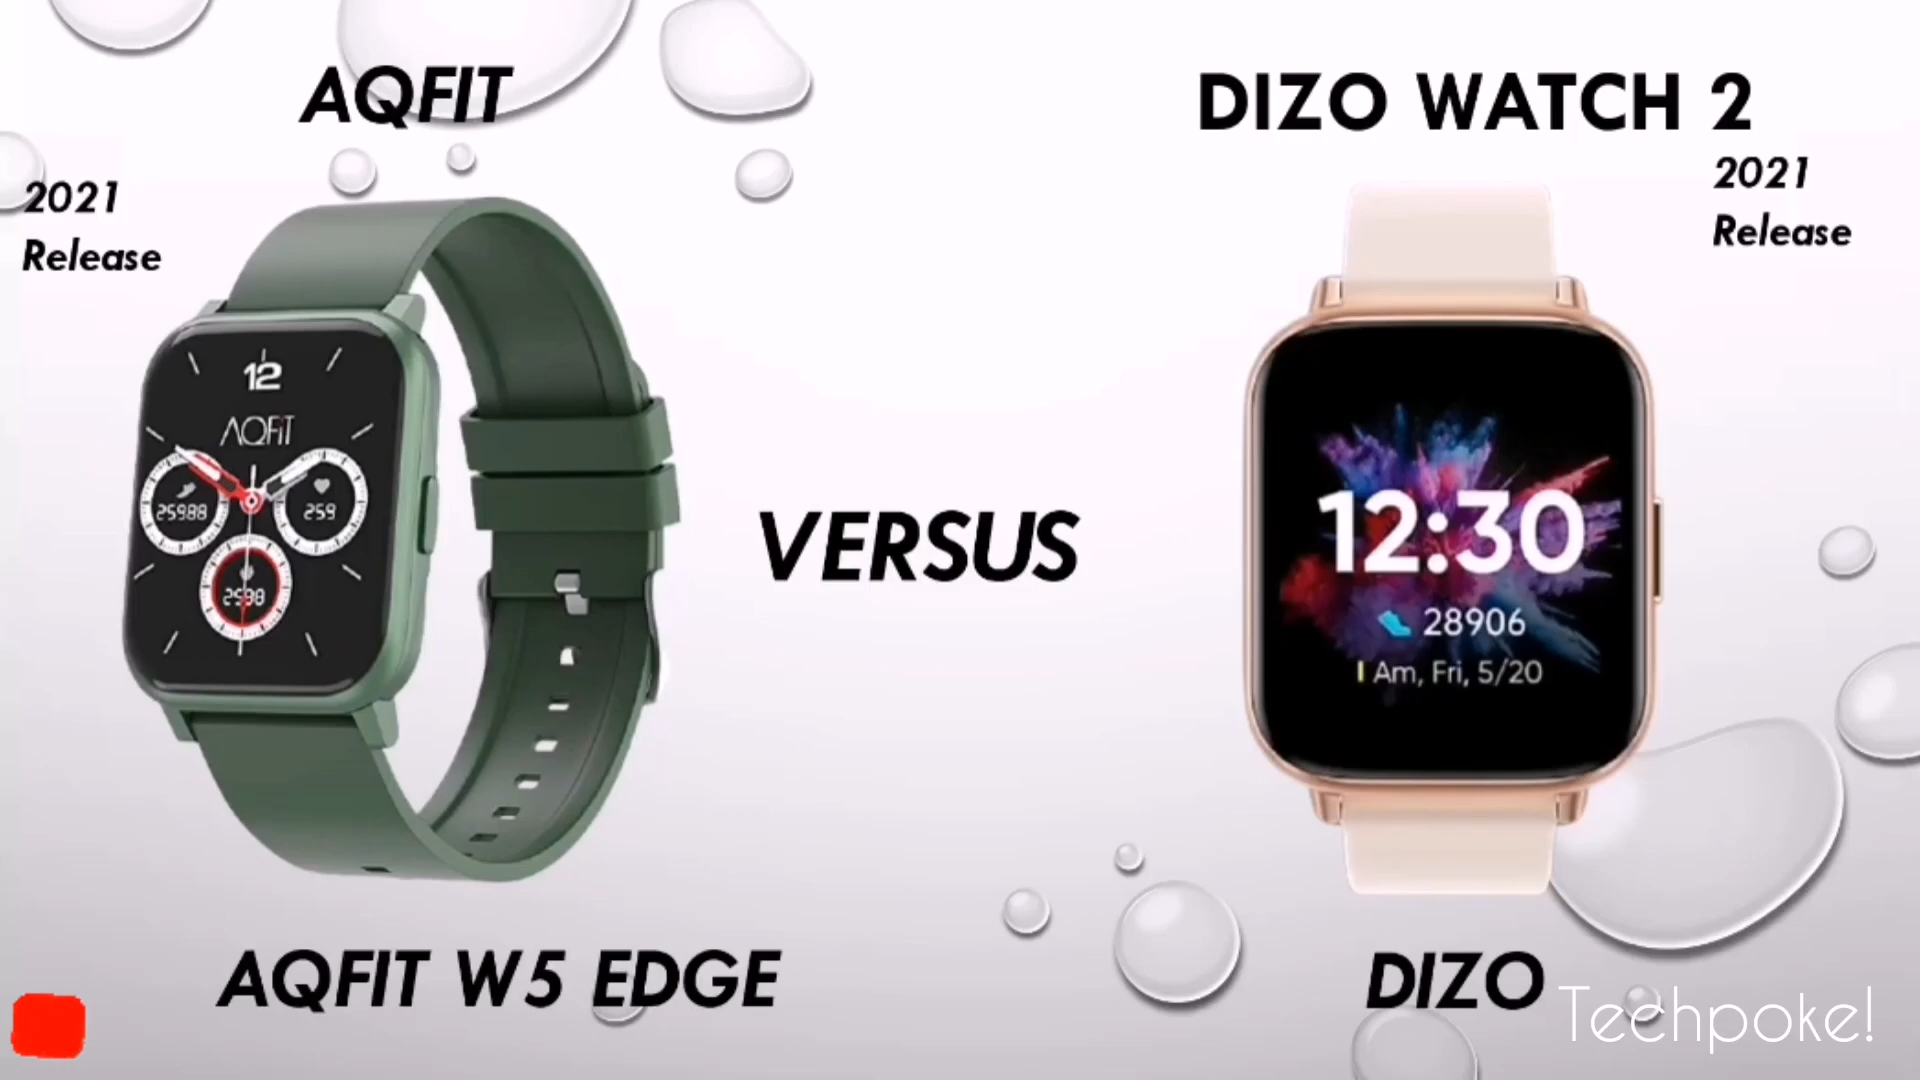 AQFIT
DIZO WATCH 2
2021
Release
2021
Release
12
AQFiT
25988
259
2598
VERSUS
12:30
28906
Am, Fri, 5/20
AQFIT W5 EDGE
DIZO
Techpoke!